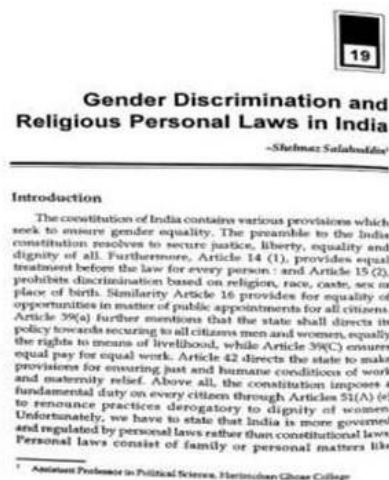 19
Gender Discrimination and
Religious Personal Laws in India
-Shehnaz Salahuddin¹
Introduction
The constitution of India contains various provisions which
seek to ensure gender equality. The preamble to the India
constitution resolves to secure justice, liberty, equality and
dignity of all. Furthermore, Article 14 (1), provides equal
treatment before the law for every person : and Article 15 (2),
prohibits discrimination based on religion, race, caste, sex or
place of birth. Similarity Article 16 provides for equality o
opportunities in matter of public appointments for all citizens.
Article 39(a) further mentions that the state shall directs its
policy towards securing to all citizens men and women, equally
the rights to means of livelihood, while Article 39(C) ensures
equal pay for equal work. Article 42 directs the state to make
provisions for ensuring just and humane conditions of work
and maternity relief. Above all, the constitution imposes a
fundamental duty on every citizen through Articles 51(A) (e)
to renounce practices derogatory to dignity of women
Unfortunately, we have to state that India is more governed
and regulated by personal laws rather than constitutional laws.
Personal laws consist of family or personal matters like
¹ Assistant Professor in Political Science, Harimohan Ghose College